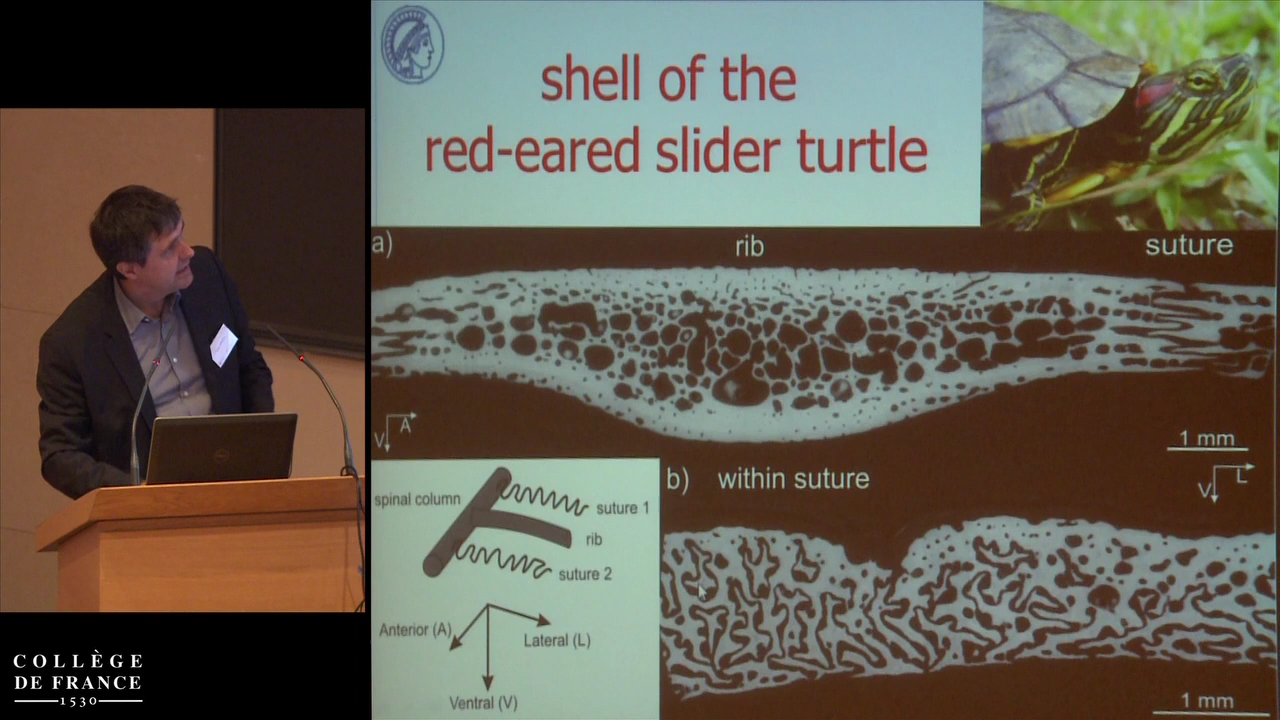 shell of the
red-eared slider turtle
a)
rib
suture
V
A
1 mm
spinal column
suture 1
rib
suture 2
Anterior (A)
Lateral (L)
Ventral (V)
b) within suture
V
L
1 mm
COLLÈGE
DE FRANCE
1530